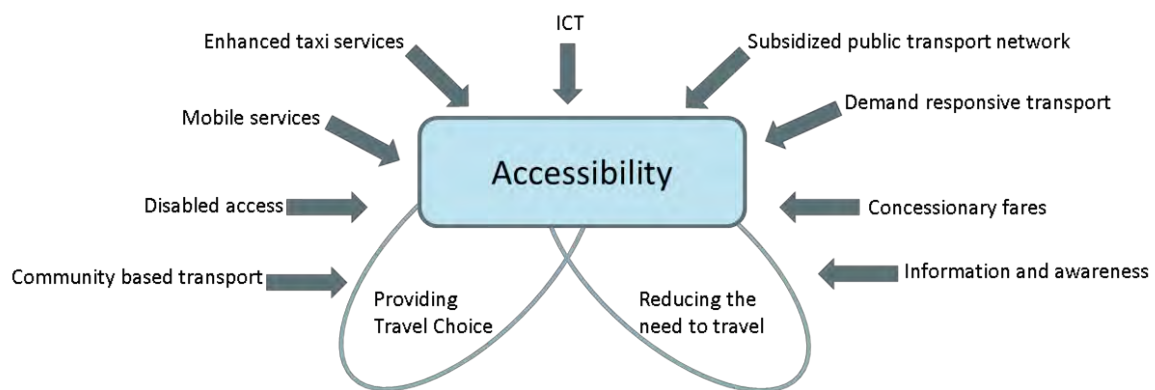 ICT
Enhanced taxi services
Subsidized public transport network
Mobile services
Demand responsive transport
Accessibility
Disabled access
Concessionary fares
Community based transport
Information and awareness
Providing
Travel Choice
Reducing the
need to travel